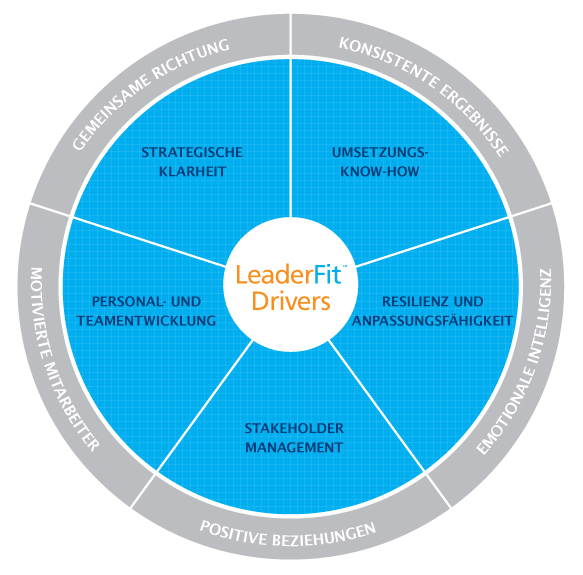 GEMEINSAME RICHTUNG
KONSISTENTE ERGEBNISSE
STRATEGISCHE
KLARHEIT
UMSETZUNGS-
KNOW-HOW
LeaderFit™
Drivers
PERSONAL- UND
TEAMENTWICKLUNG
RESILIENZ UND
ANPASSUNGSFÄHIGKEIT
MOTIVIERTE MITARBEITER
EMOTIONALE INTELLIGENZ
STAKEHOLDER
MANAGEMENT
POSITIVE BEZIEHUNGEN